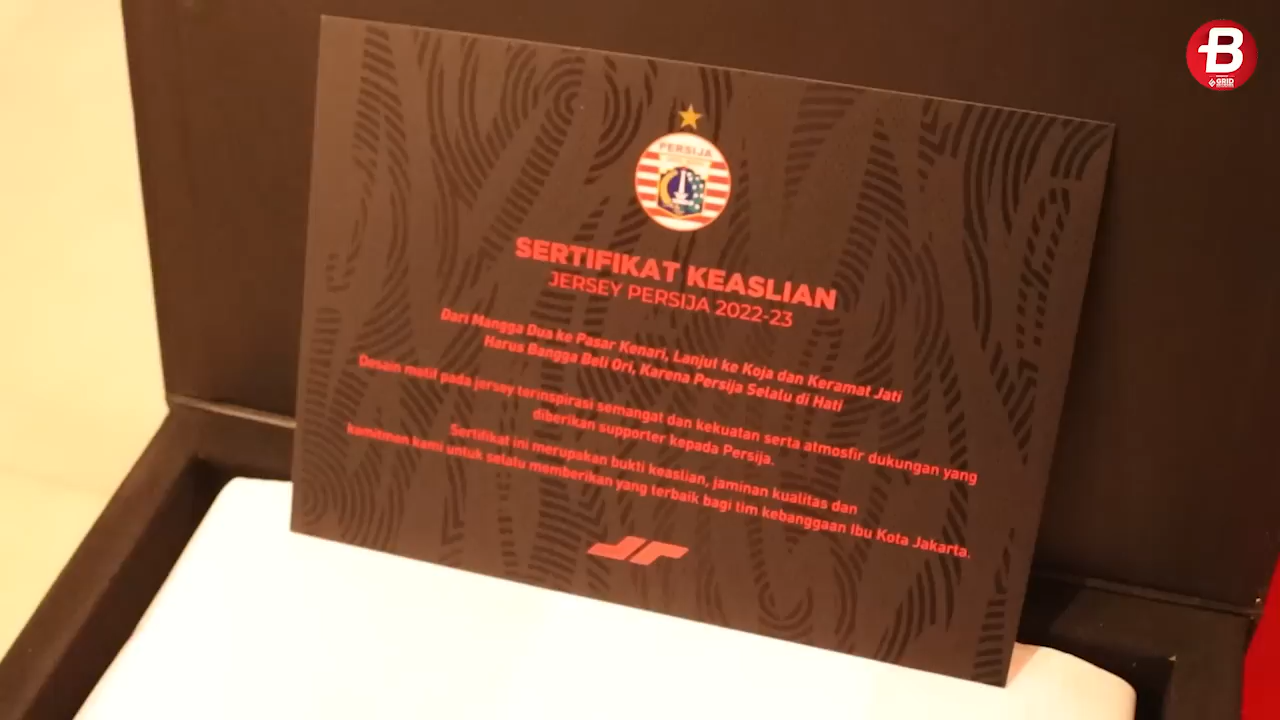 B
GRID
PERSIJA
SERTIFIKAT KEASLIAN
JERSEY PERSIJA 2022-23
Dari Mangga Dua ke Pasar Kenari, Lanjut ke Koja dan Keramat Jati
Harus Bangga Beli Ori, Karena Persija Selalu di Hati
Desain motif pada jersey terinspirasi semangat dan kekuatan serta atmosfir dukungan yang
diberikan supporter kepada Persija.
Sertifikat ini merupakan bukti keaslian, jaminan kualitas dan
komitmen kami untuk selalu memberikan yang terbaik bagi tim kebanggaan Ibu Kota Jakarta.